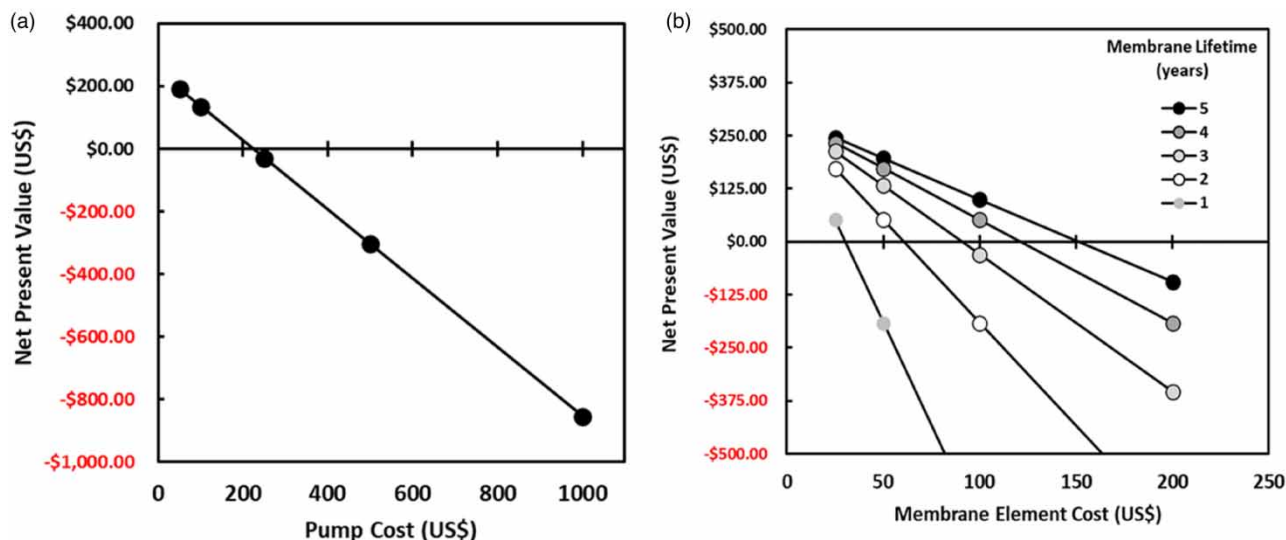 (a)
$400.00
$200.00
$0.00
-$200.00
-$400.00
-$600.00
-$800.00
-$1,000.00
Net Present Value (US$)
0 200 400 600 800 1000
Pump Cost (US$)
(b)
$500.00
$375.00
$250.00
$125.00
$0.00
-$125.00
-$250.00
-$375.00
-$500.00
Net Present Value (US$)
Membrane Lifetime
(years)
5
4
3
2
1
0 50 100 150 200 250
Membrane Element Cost (US$)